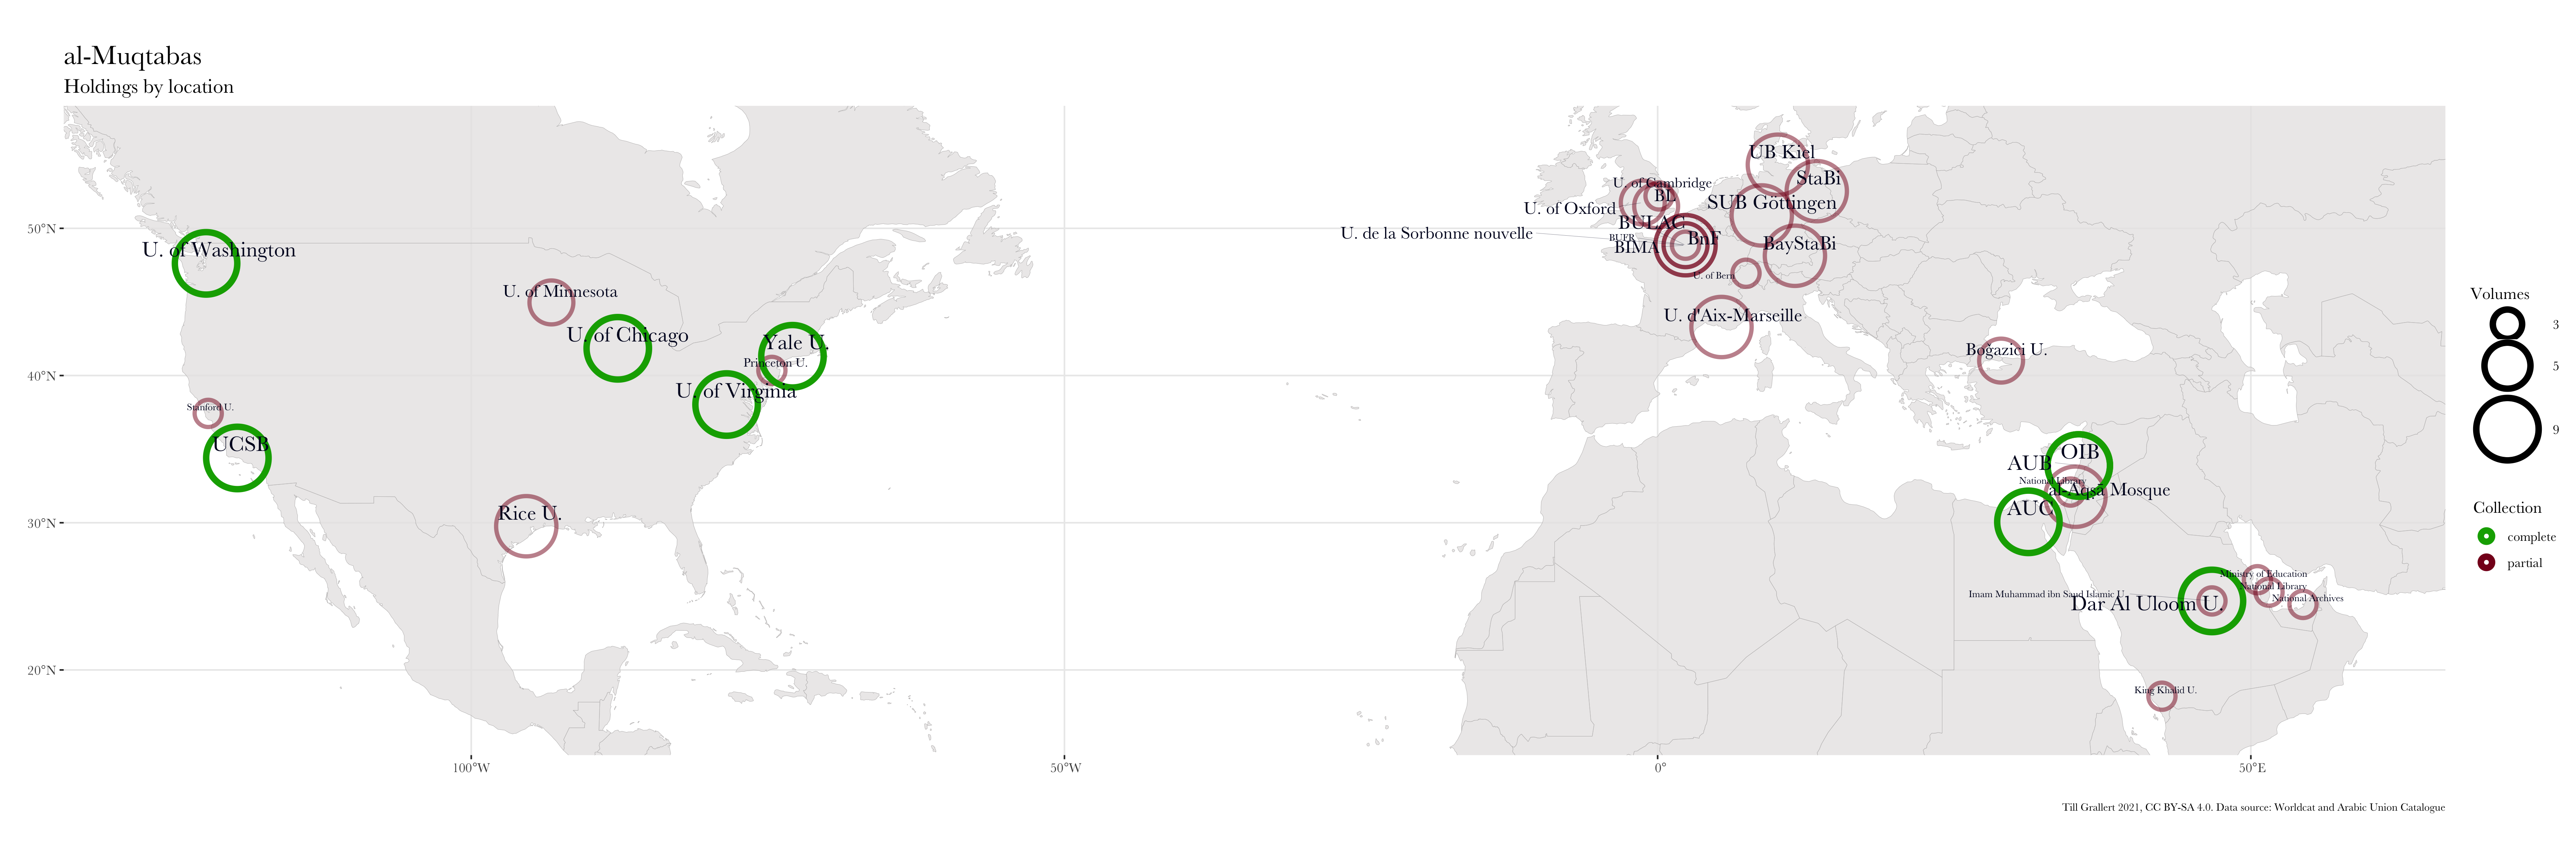 al-Muqtabas
Holdings by location
50°N
40°N
30°N
20°N
100°W
50°W
0°
50°E
U. of Washington
U. of Minnesota
U. of Chicago
Yale U.
Princeton U.
U. of Virginia
Stanford U.
UCSB
Rice U.
UB Kiel
StaBi
U. of Cambridge
BL
SUB Göttingen
U. of Oxford
BULAC
U. de la Sorbonne nouvelle
BnF
BIMA
BayStaBi
U. of Bern
U. d'Aix-Marseille
Boğazici U.
OIB
AUB
National Library
al-Aqsā Mosque
AUC
Ministry of Education
National Library
Imam Muhammad ibn Saud Islamic U.
National Archives
Dar Al Uloom U.
King Khalid U.
Volumes
3
5
9
Collection
complete
partial
Till Grallert 2021, CC BY-SA 4.0. Data source: Worldcat and Arabic Union Catalogue